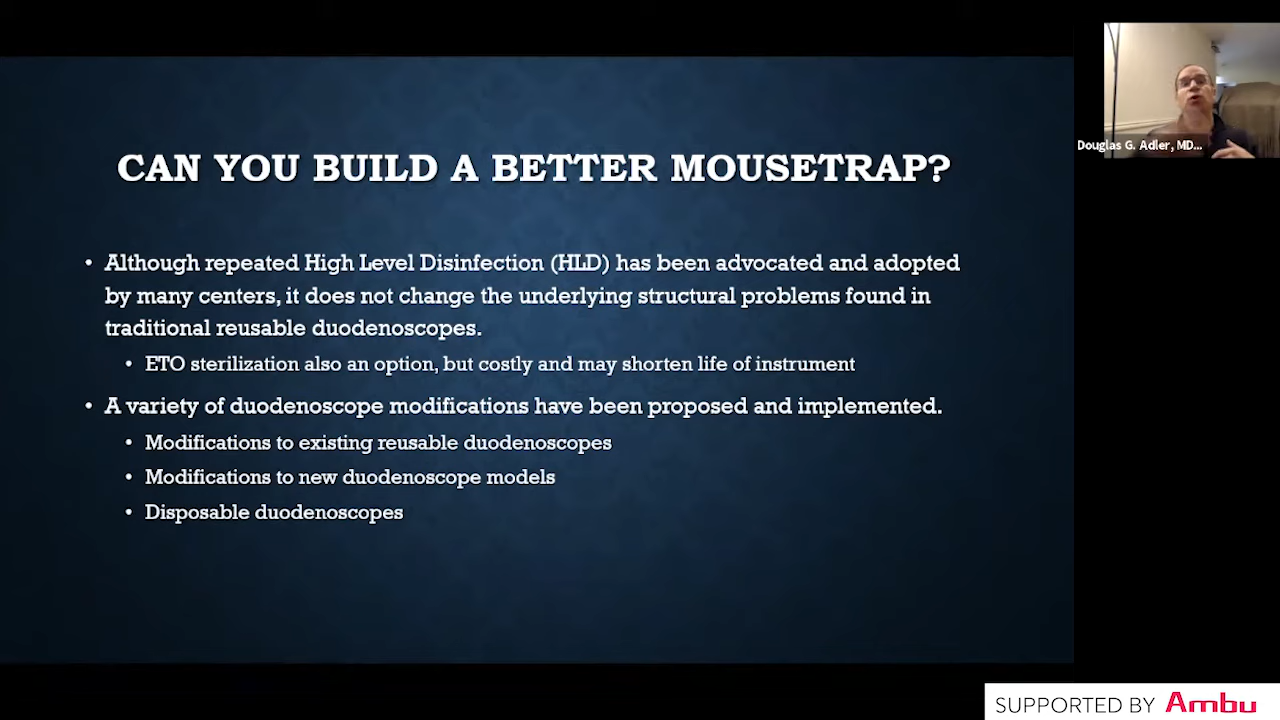 CAN YOU BUILD A BETTER MOUSETRAP?
• Although repeated High Level Disinfection (HLD) has been advocated and adopted
by many centers, it does not change the underlying structural problems found in
traditional reusable duodenoscopes.
• ETO sterilization also an option, but costly and may shorten life of instrument
• A variety of duodenoscope modifications have been proposed and implemented.
• Modifications to existing reusable duodenoscopes
• Modifications to new duodenoscope models
• Disposable duodenoscopes
Douglas G. Adler, MD...
SUPPORTED BY Ambu